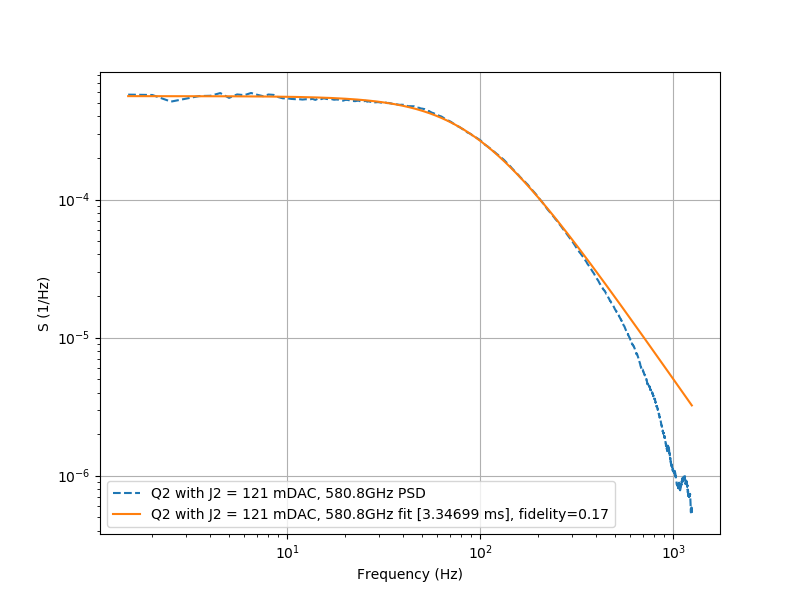 S (1/Hz)
10⁻⁴
10⁻⁵
10⁻⁶
Q2 with J2 = 121 mDAC, 580.8GHz PSD
Q2 with J2 = 121 mDAC, 580.8GHz fit [3.34699 ms], fidelity=0.17
10¹ 10² 10³
Frequency (Hz)